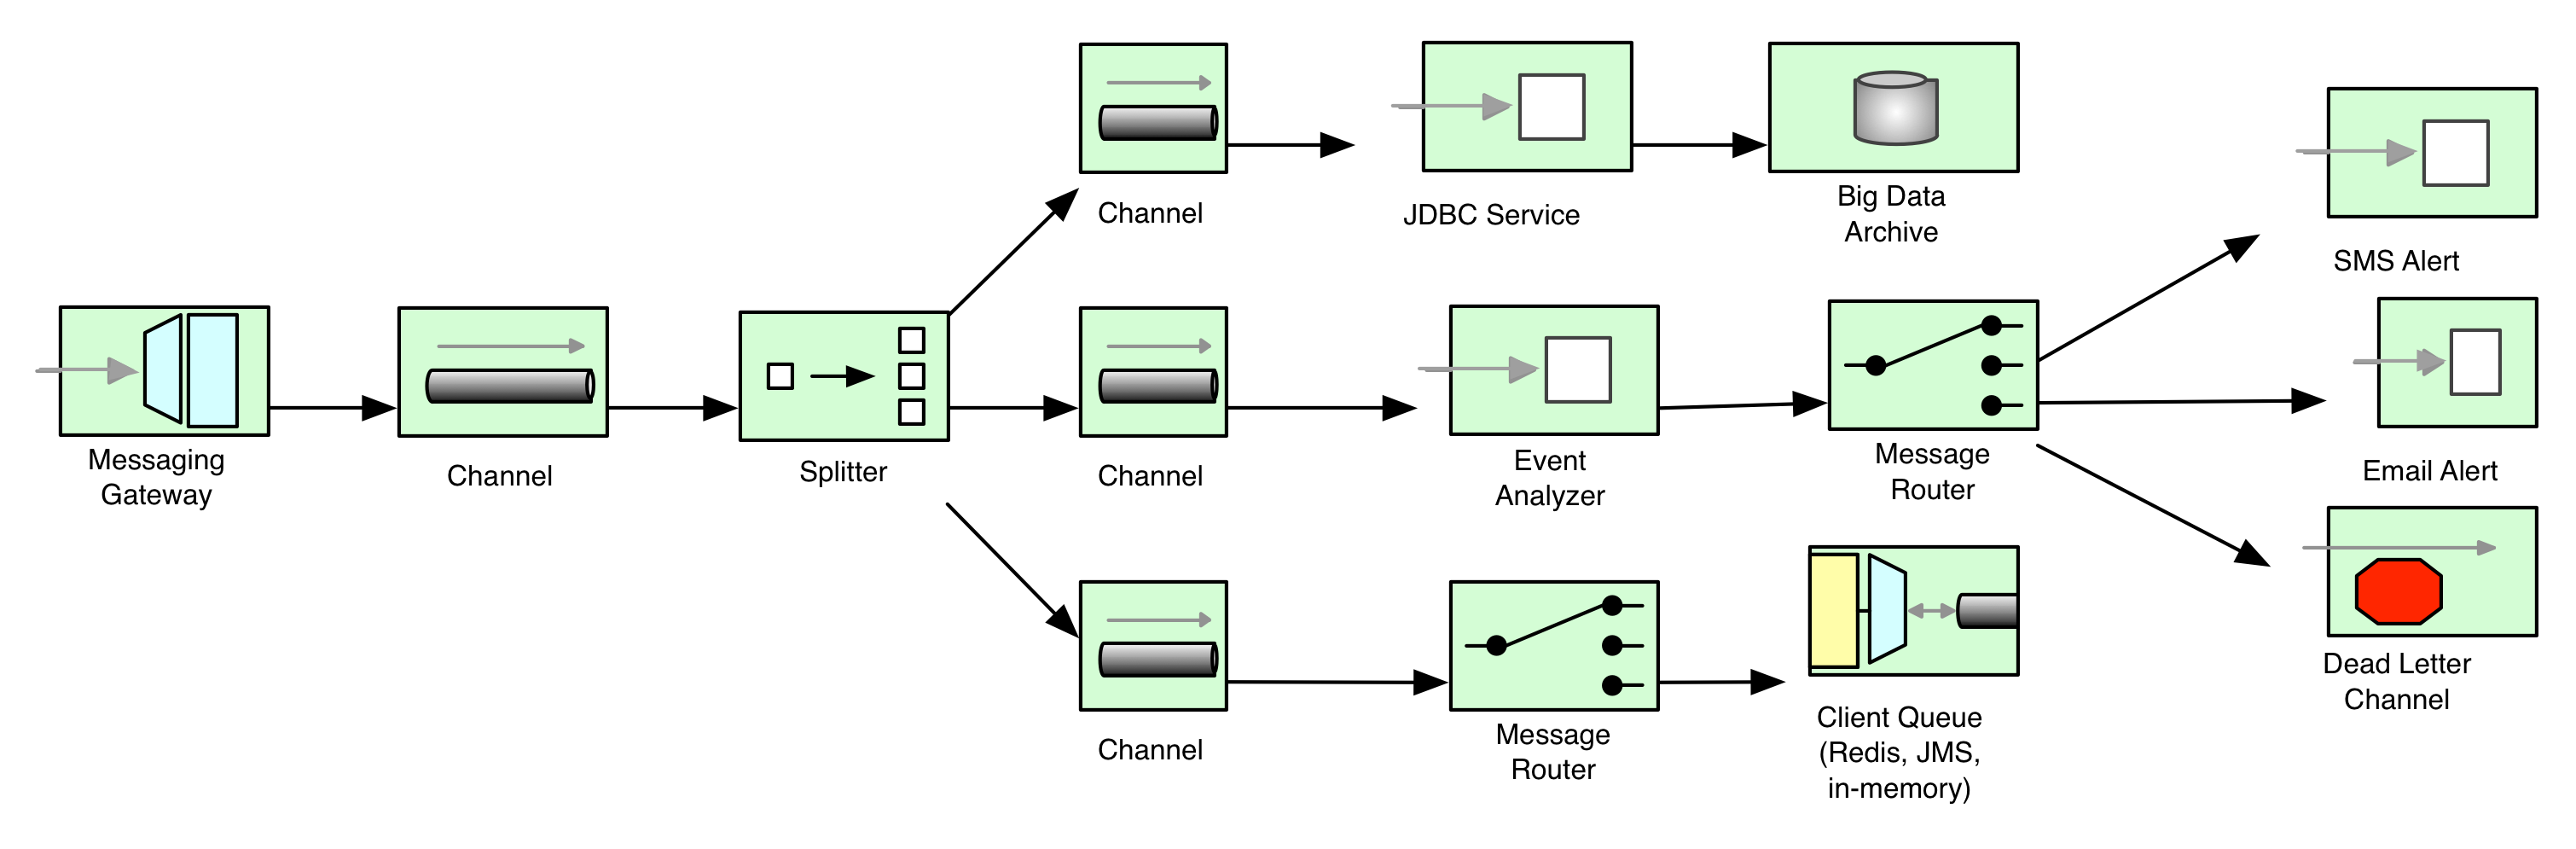 Channel
JDBC Service
Big Data
Archive
SMS Alert
Messaging
Gateway
Channel
Splitter
Channel
Event
Analyzer
Message
Router
Email Alert
Channel
Message
Router
Client Queue
(Redis, JMS,
in-memory)
Dead Letter
Channel